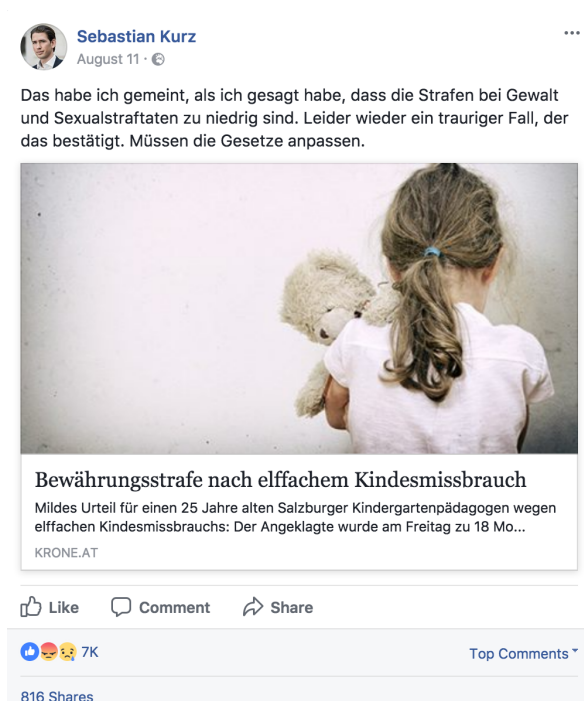 Sebastian Kurz
August 11 ·
Das habe ich gemeint, als ich gesagt habe, dass die Strafen bei Gewalt
und Sexualstraftaten zu niedrig sind. Leider wieder ein trauriger Fall, der
das bestätigt. Müssen die Gesetze anpassen.
Bewährungsstrafe nach elffachem Kindesmissbrauch
Mildes Urteil für einen 25 Jahre alten Salzburger Kindergartenpädagogen wegen
elffachen Kindesmissbrauchs: Der Angeklagte wurde am Freitag zu 18 Mo...
KRONE.AT
Like Comment Share
7K Top Comments
816 Shares